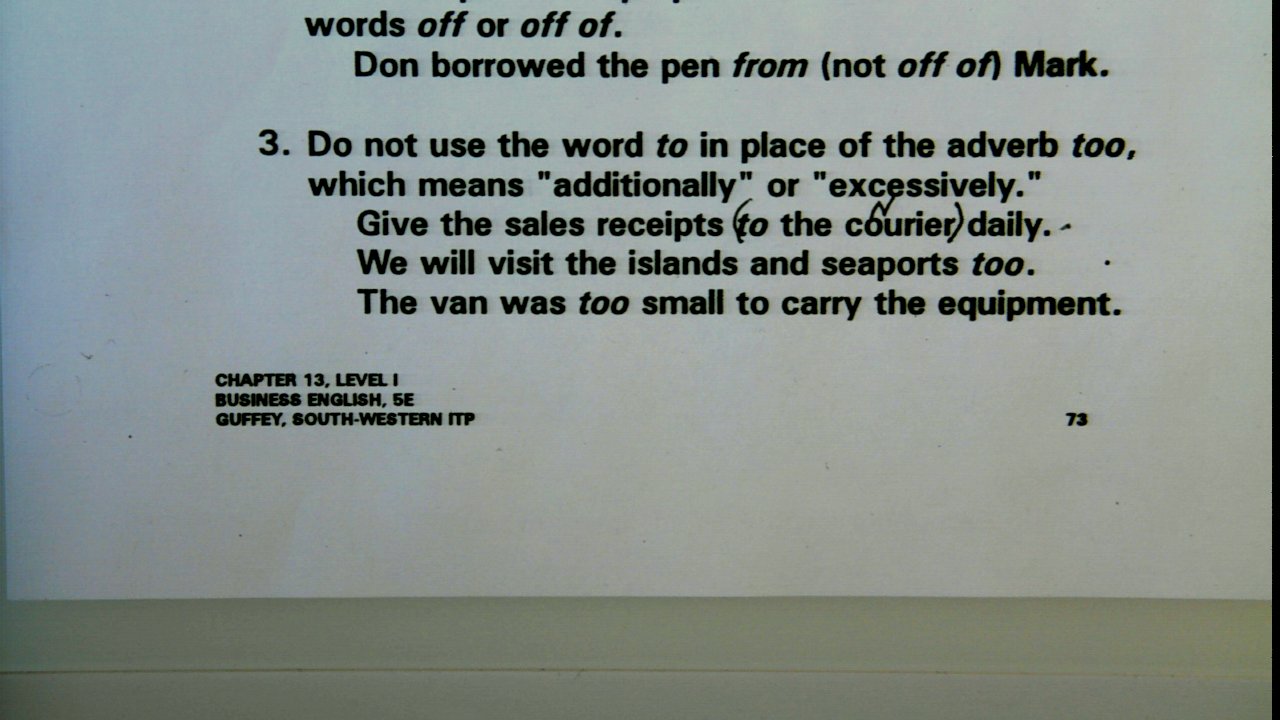 words off or off of.
Don borrowed the pen from (not off of) Mark.
3. Do not use the word to in place of the adverb too,
which means "additionally" or "excessively."
Give the sales receipts (to the courier) daily.
We will visit the islands and seaports too.
The van was too small to carry the equipment.
CHAPTER 13, LEVEL I
BUSINESS ENGLISH, 5E
GUFFEY, SOUTH-WESTERN ITP
73